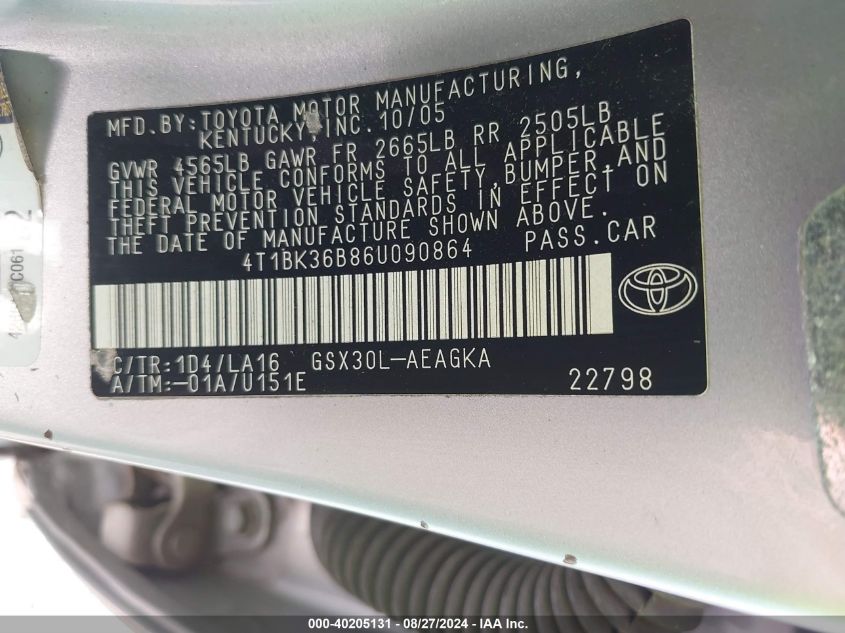 MFD.BY:TOYOTA MOTOR MANUFACTURING,
KENTUCKY,INC.10/05
GVWR 4565LB GAWR FR 2665LB RR 2505LB
THIS VEHICLE CONFORMS TO ALL APPLICABLE
FEDERAL MOTOR VEHICLE SAFETY,BUMPER,AND
THEFT PREVENTION STANDARDS IN EFFECT ON
THE DATE OF MANUFACTURE SHOWN ABOVE.
4T1BK36B86U090864 PASS.CAR
C/TR:1D4/LA16 GSX30L-AEAGKA
A/TM:-01A/U151E 22798
000-40205131 - 08/27/2024 - IAA Inc.